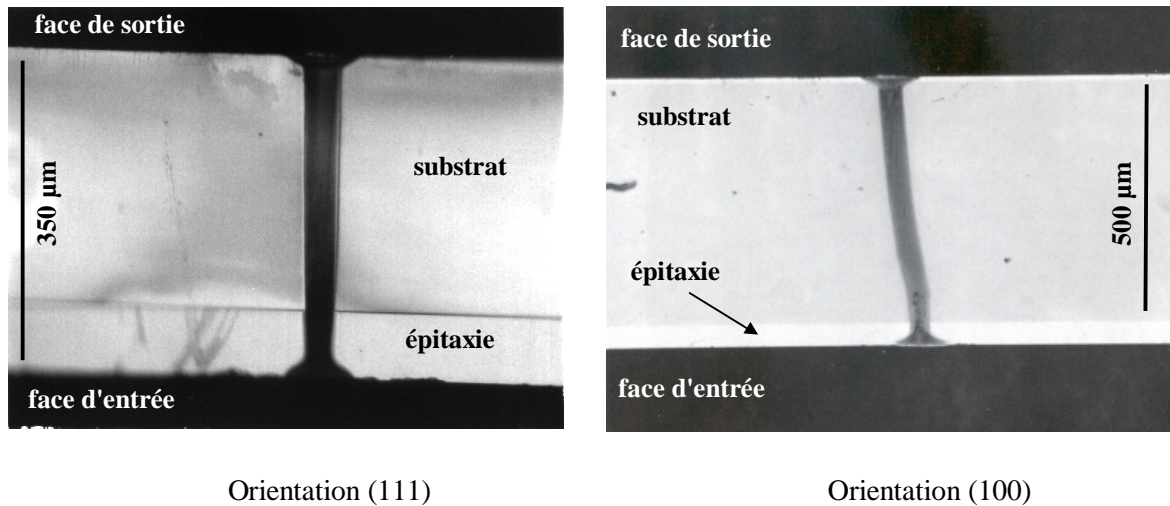 face de sortie
350 µm
substrat
épitaxie
face d'entrée
Orientation (111)
face de sortie
substrat
500 µm
épitaxie
face d'entrée
Orientation (100)